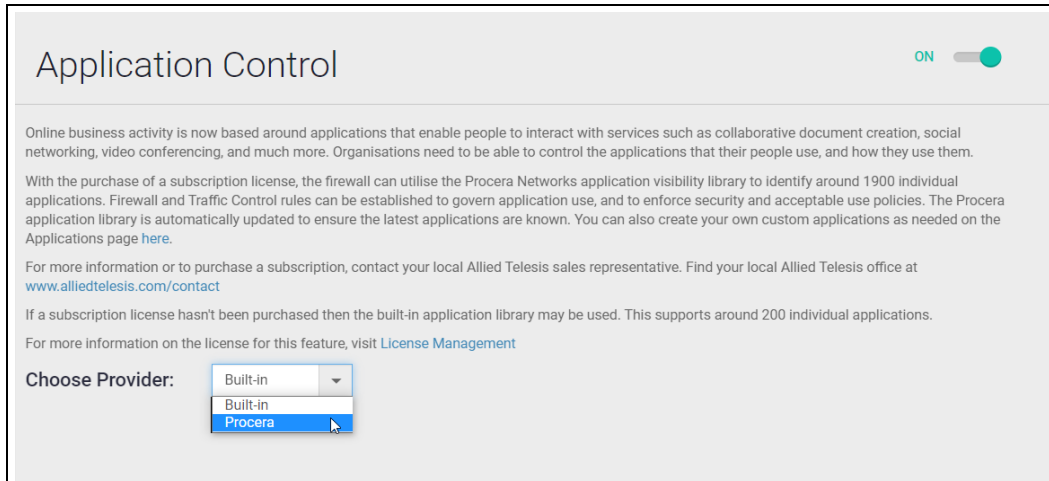 Application Control
ON
Online business activity is now based around applications that enable people to interact with services such as collaborative document creation, social
networking, video conferencing, and much more. Organisations need to be able to control the applications that their people use, and how they use them.
With the purchase of a subscription license, the firewall can utilise the Procera Networks application visibility library to identify around 1900 individual
applications. Firewall and Traffic Control rules can be established to govern application use, and to enforce security and acceptable use policies. The Procera
application library is automatically updated to ensure the latest applications are known. You can also create your own custom applications as needed on the
Applications page here.
For more information or to purchase a subscription, contact your local Allied Telesis sales representative. Find your local Allied Telesis office at
www.alliedtelesis.com/contact
If a subscription license hasn't been purchased then the built-in application library may be used. This supports around 200 individual applications.
For more information on the license for this feature, visit License Management
Choose Provider: Built-in
Built-in
Procera